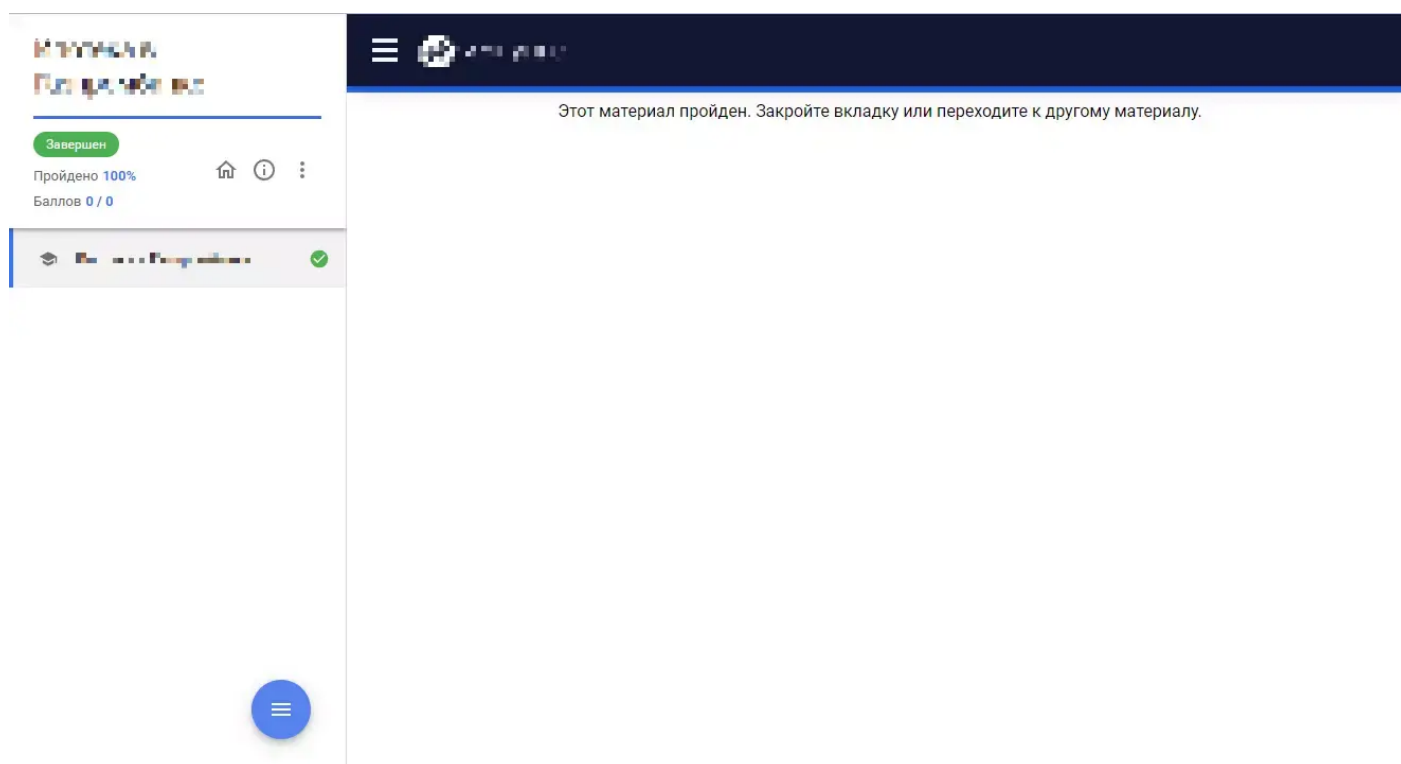 Завершен
Пройдено 100%
Баллов 0 / 0
Этот материал пройден. Закройте вкладку или переходите к другому материалу.